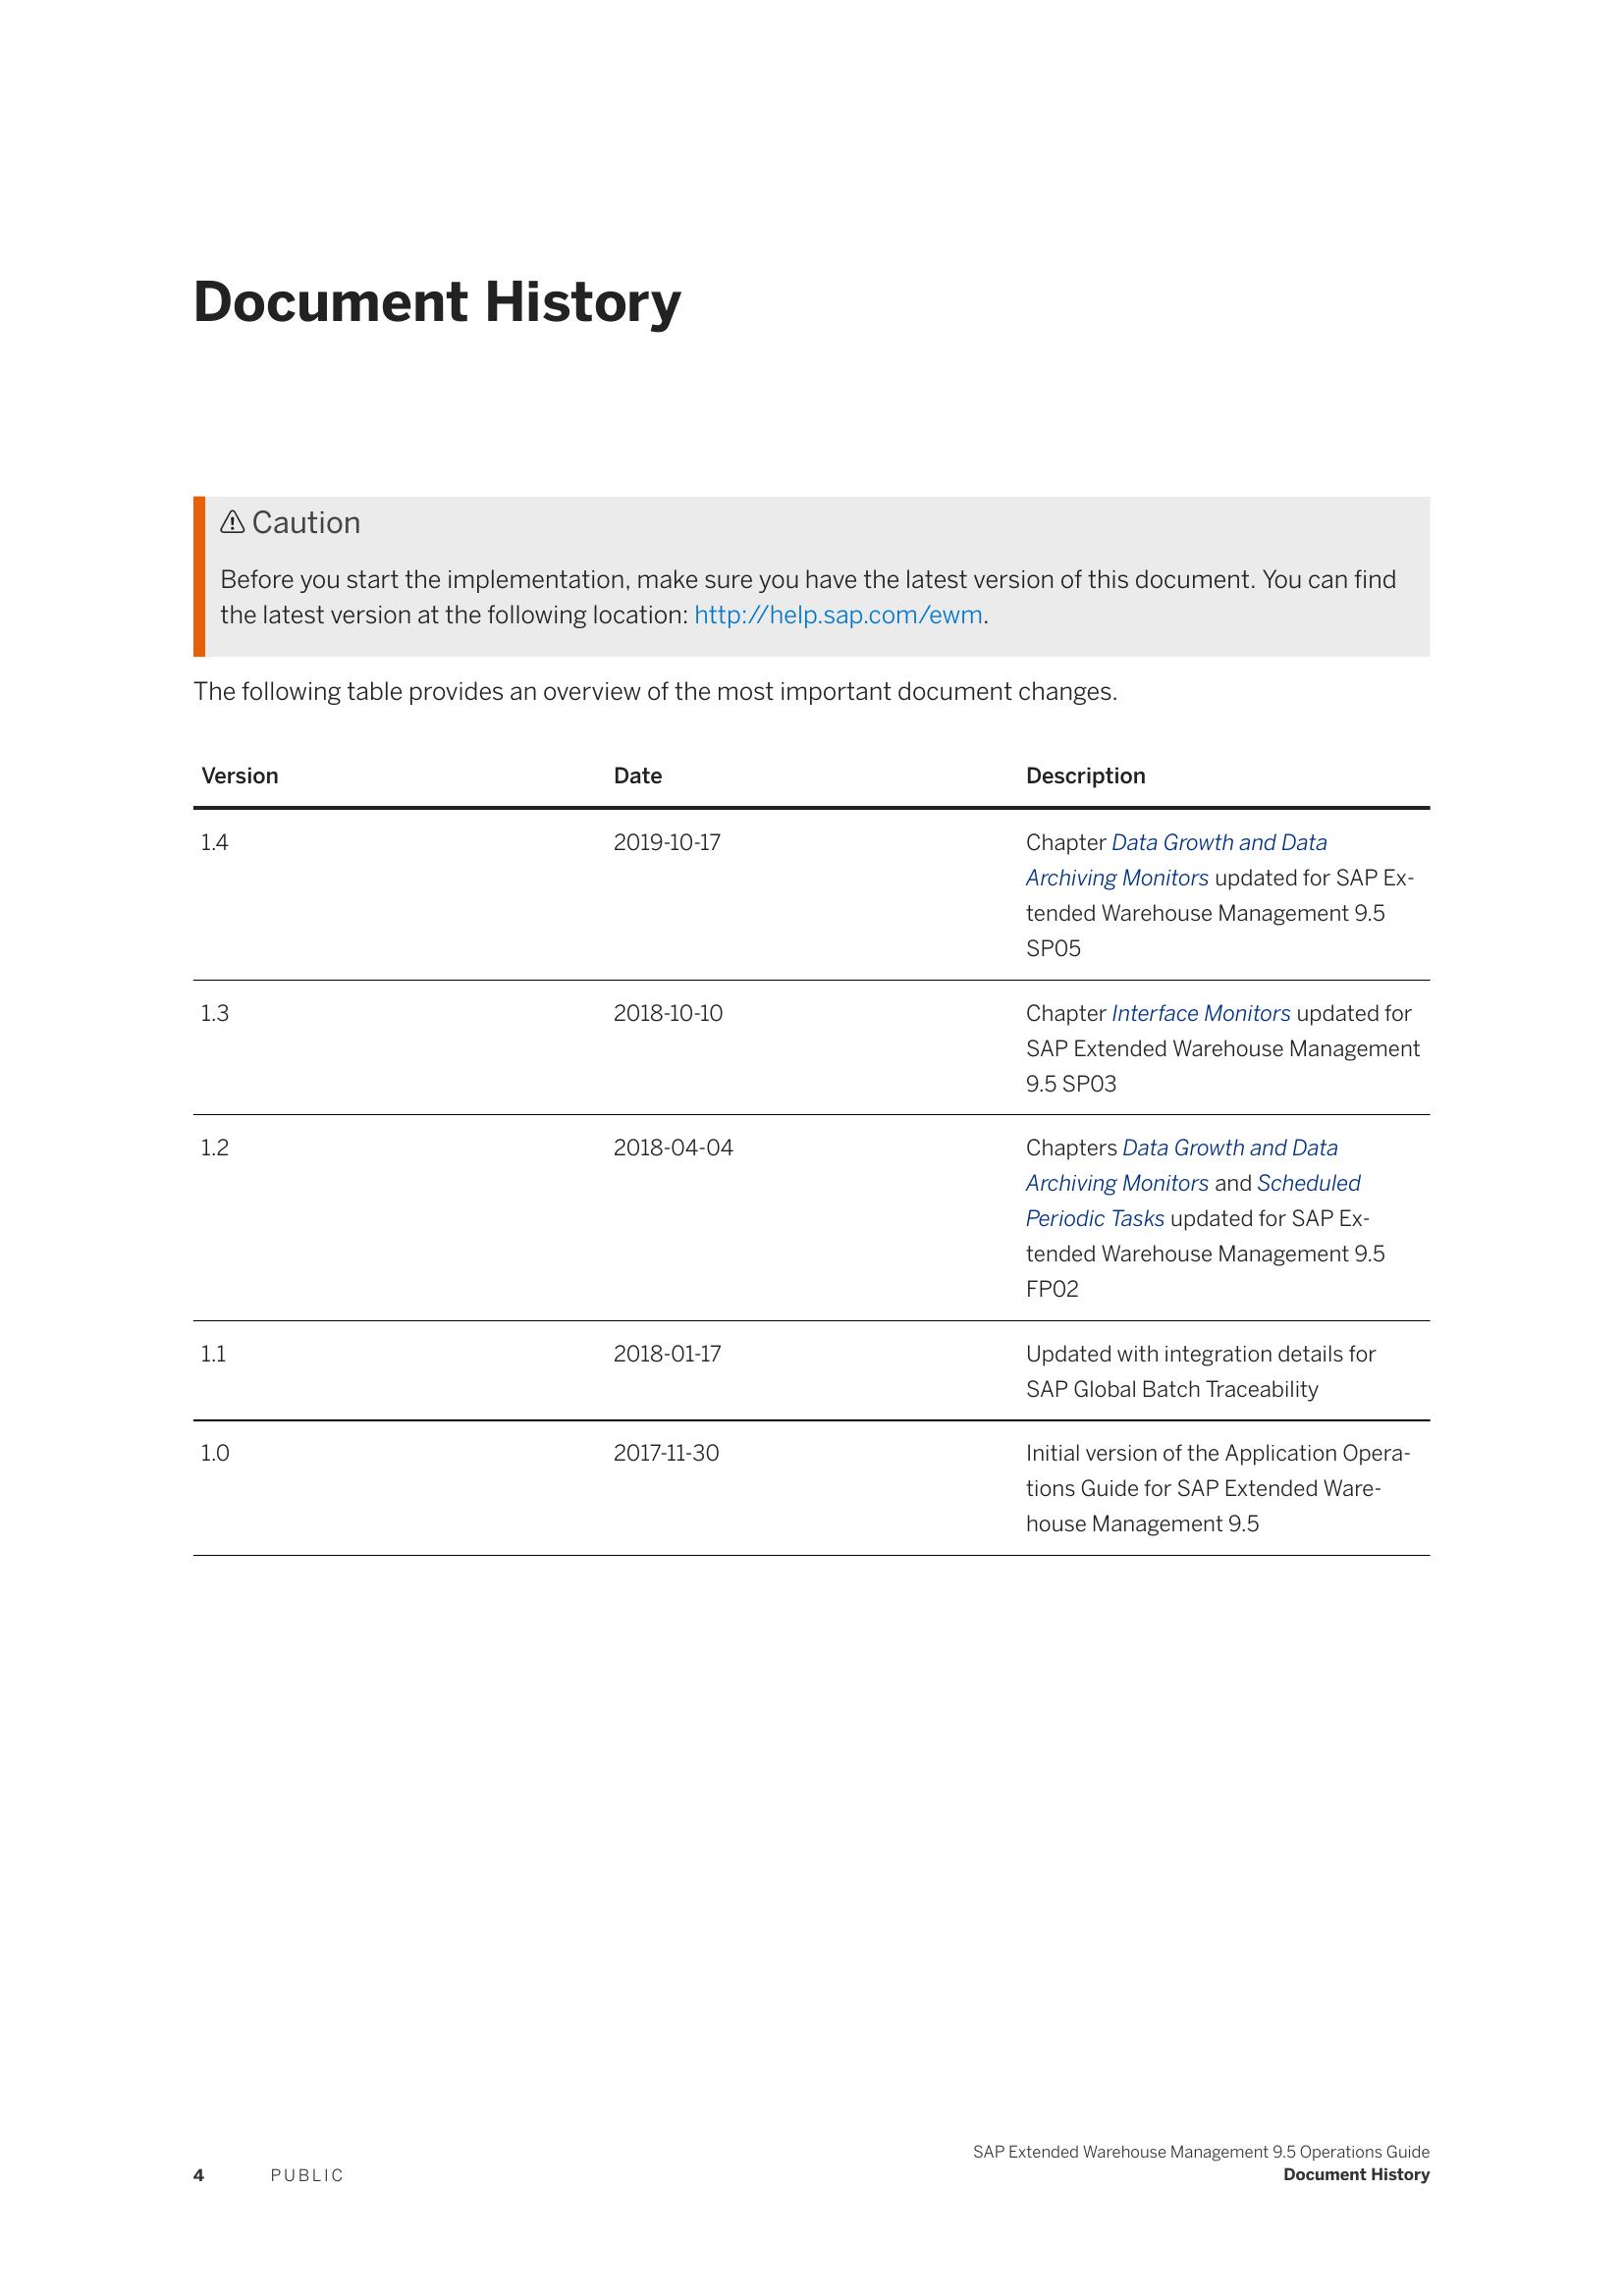 Document History
Caution
Before you start the implementation, make sure you have the latest version of this document. You can find
the latest version at the following location: http://help.sap.com/ewm.
The following table provides an overview of the most important document changes.
Version Date Description
1.4 2019-10-17 Chapter Data Growth and Data
Archiving Monitors updated for SAP Ex-
tended Warehouse Management 9.5
SP05
1.3 2018-10-10 Chapter Interface Monitors updated for
SAP Extended Warehouse Management
9.5 SP03
1.2 2018-04-04 Chapters Data Growth and Data
Archiving Monitors and Scheduled
Periodic Tasks updated for SAP Ex-
tended Warehouse Management 9.5
FP02
1.1 2018-01-17 Updated with integration details for
SAP Global Batch Traceability
1.0 2017-11-30 Initial version of the Application Opera-
tions Guide for SAP Extended Ware-
house Management 9.5
SAP Extended Warehouse Management 9.5 Operations Guide
4 PUBLIC Document History